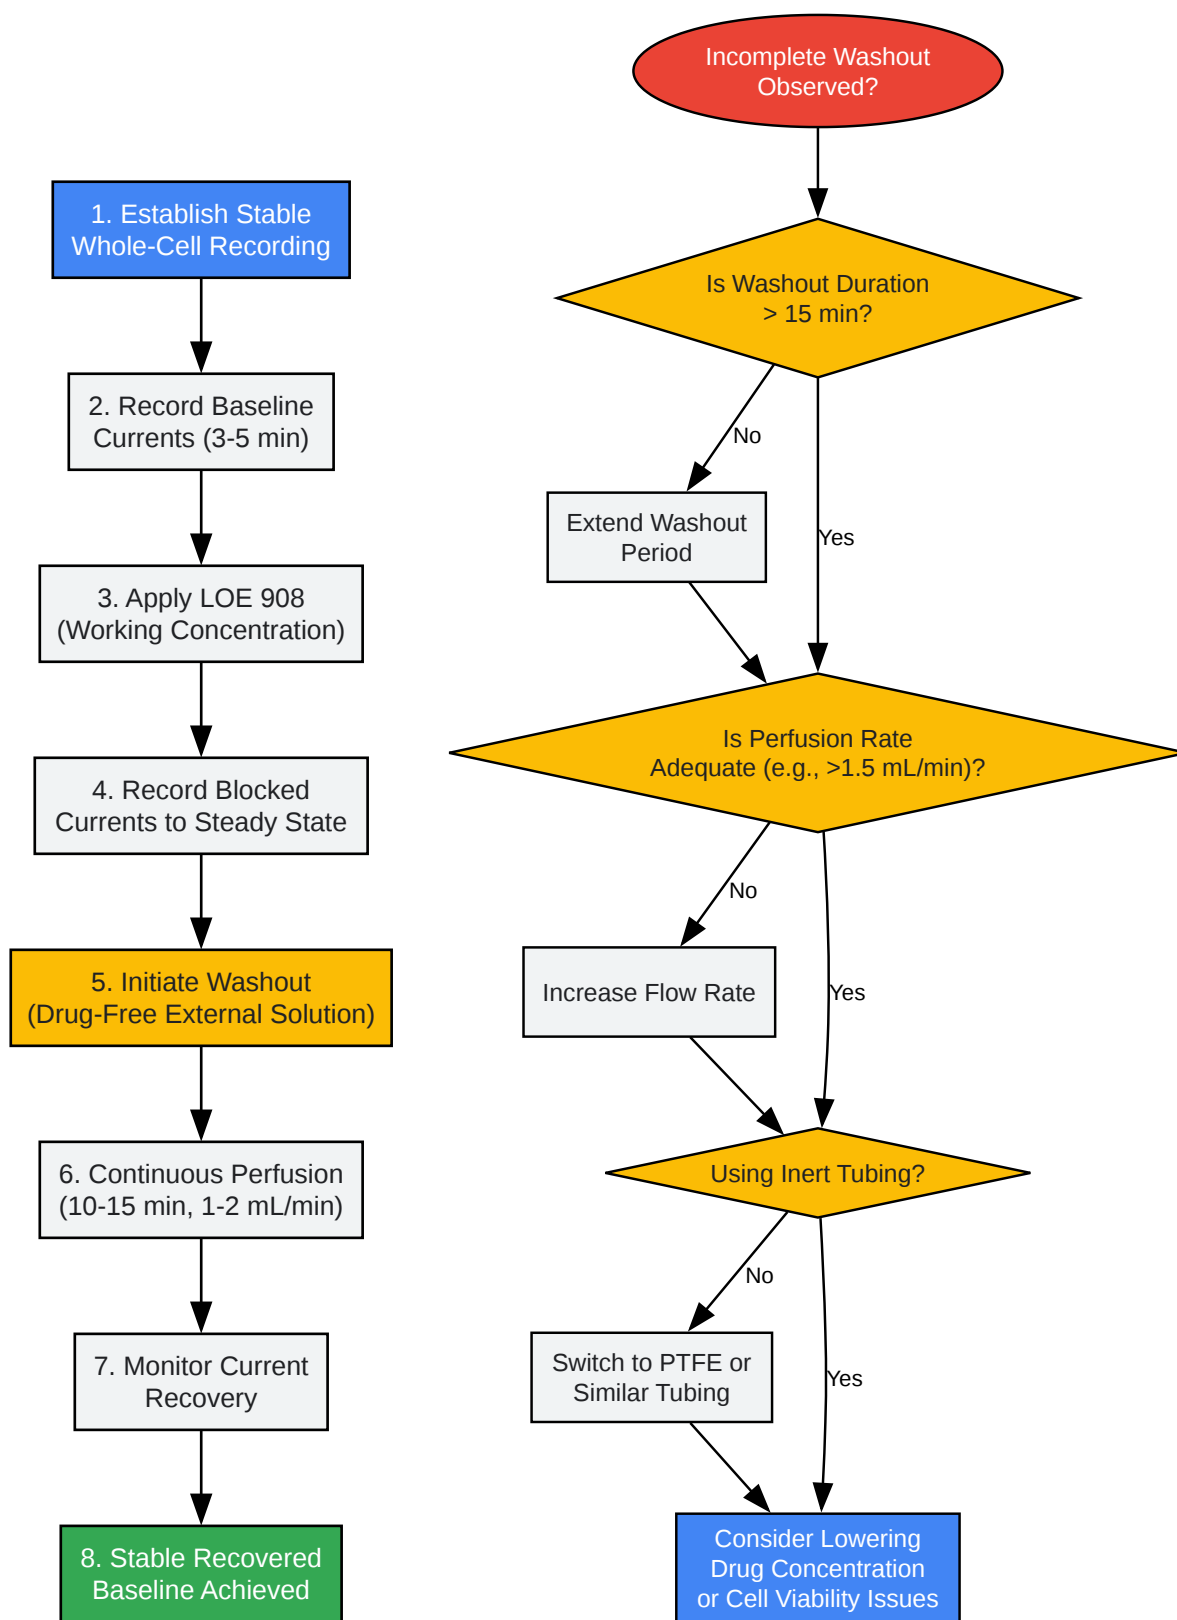 1. Establish Stable
Whole-Cell Recording
2. Record Baseline
Currents (3-5 min)
3. Apply LOE 908
(Working Concentration)
4. Record Blocked
Currents to Steady State
5. Initiate Washout
(Drug-Free External Solution)
6. Continuous Perfusion
(10-15 min, 1-2 mL/min)
7. Monitor Current
Recovery
8. Stable Recovered
Baseline Achieved
Incomplete Washout
Observed?
Is Washout Duration
> 15 min?
No
Extend Washout
Period
Yes
Is Perfusion Rate
Adequate (e.g., >1.5 mL/min)?
No
Increase Flow Rate
Yes
Using Inert Tubing?
No
Switch to PTFE or
Similar Tubing
Yes
Consider Lowering
Drug Concentration
or Cell Viability Issues